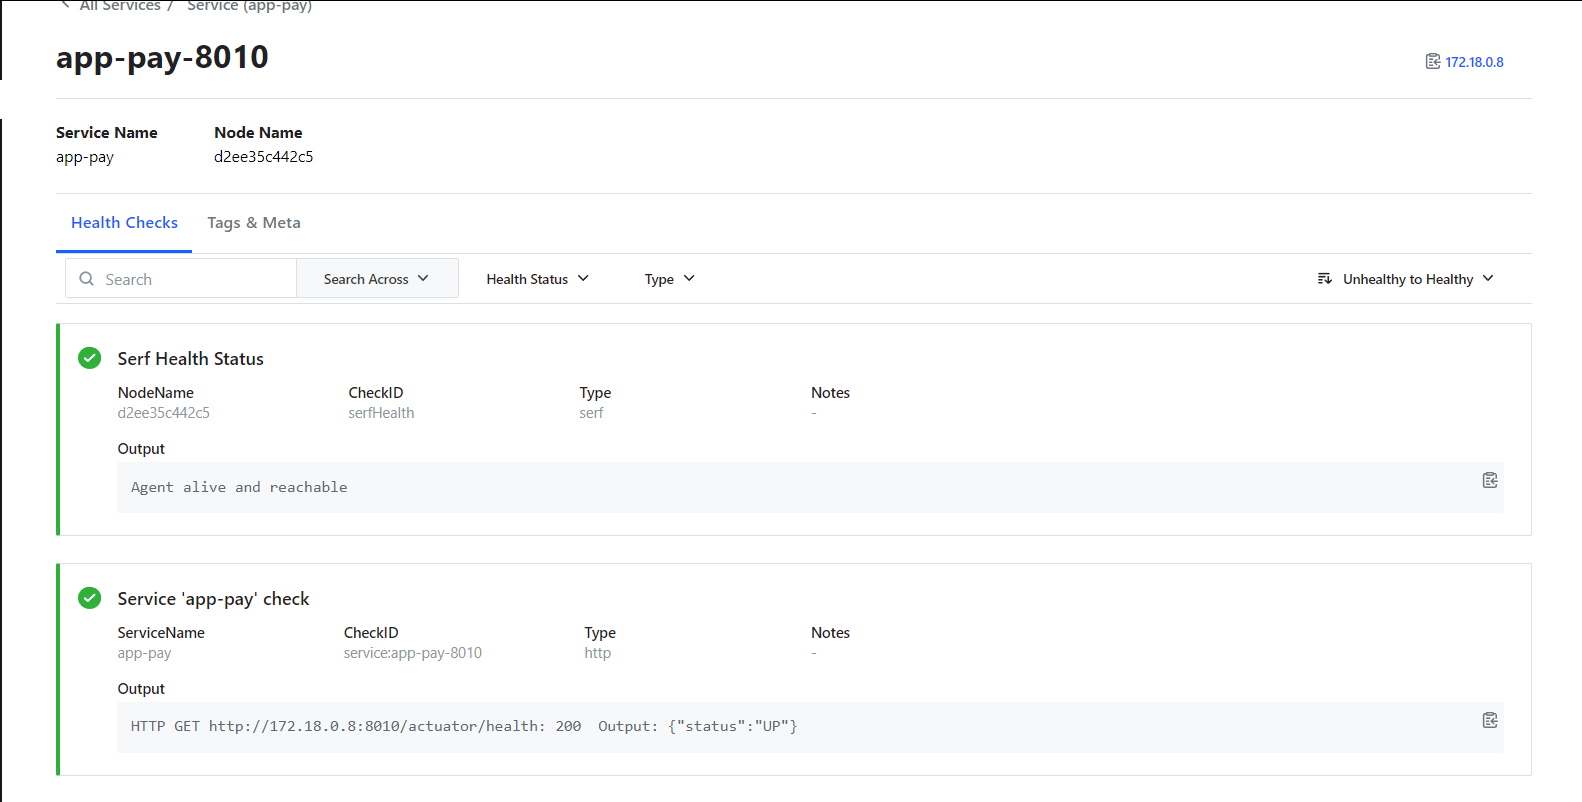 All Services / Service (app-pay)
app-pay-8010
172.18.0.8
Service Name Node Name
app-pay d2ee35c442c5
Health Checks Tags & Meta
Search Search Across Health Status Type Unhealthy to Healthy
Serf Health Status
NodeName CheckID Type Notes
d2ee35c442c5 serfHealth serf -
Output
Agent alive and reachable
Service 'app-pay' check
ServiceName CheckID Type Notes
app-pay service:app-pay-8010 http -
Output
HTTP GET http://172.18.0.8:8010/actuator/health: 200 Output: {"status":"UP"}